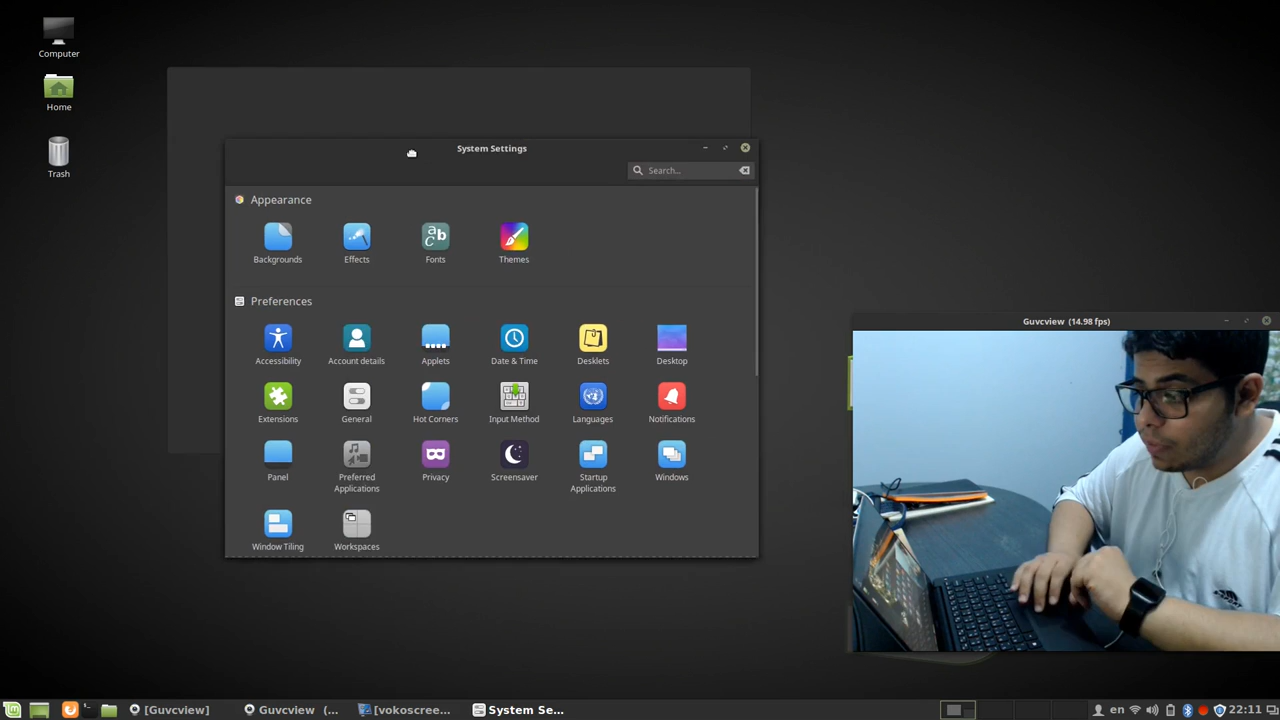 Computer
Home
Trash
System Settings
Search...
Appearance
Backgrounds
Effects
Fonts
Themes
Preferences
Accessibility
Account details
Applets
Date & Time
Desklets
Desktop
Extensions
General
Hot Corners
Input Method
Languages
Notifications
Panel
Preferred
Applications
Privacy
Screensaver
Startup
Applications
Windows
Window Tiling
Workspaces
Guvcview (14.98 fps)
[Guvcview]
Guvcview (...
[vokoscree...
System Se...
en
22:11